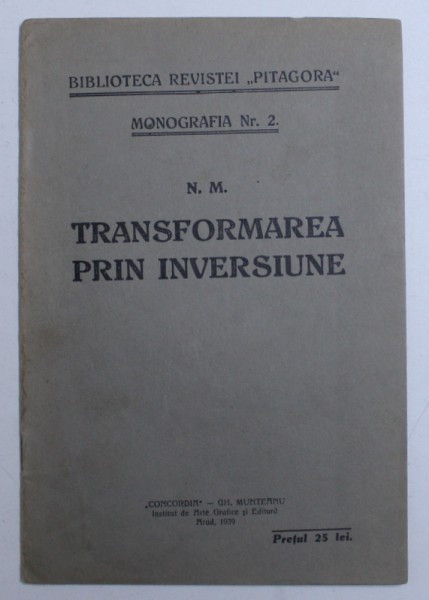 BIBLIOTECA REVISTEI „PITAGORA“
MONOGRAFIA Nr. 2.
N. M.
TRANSFORMAREA
PRIN INVERSIUNE
„CONCORDIA“ — GH. MUNTEANU
Institut de Arte Grafice și Editură
Arad, 1939
Prețul 25 lei.